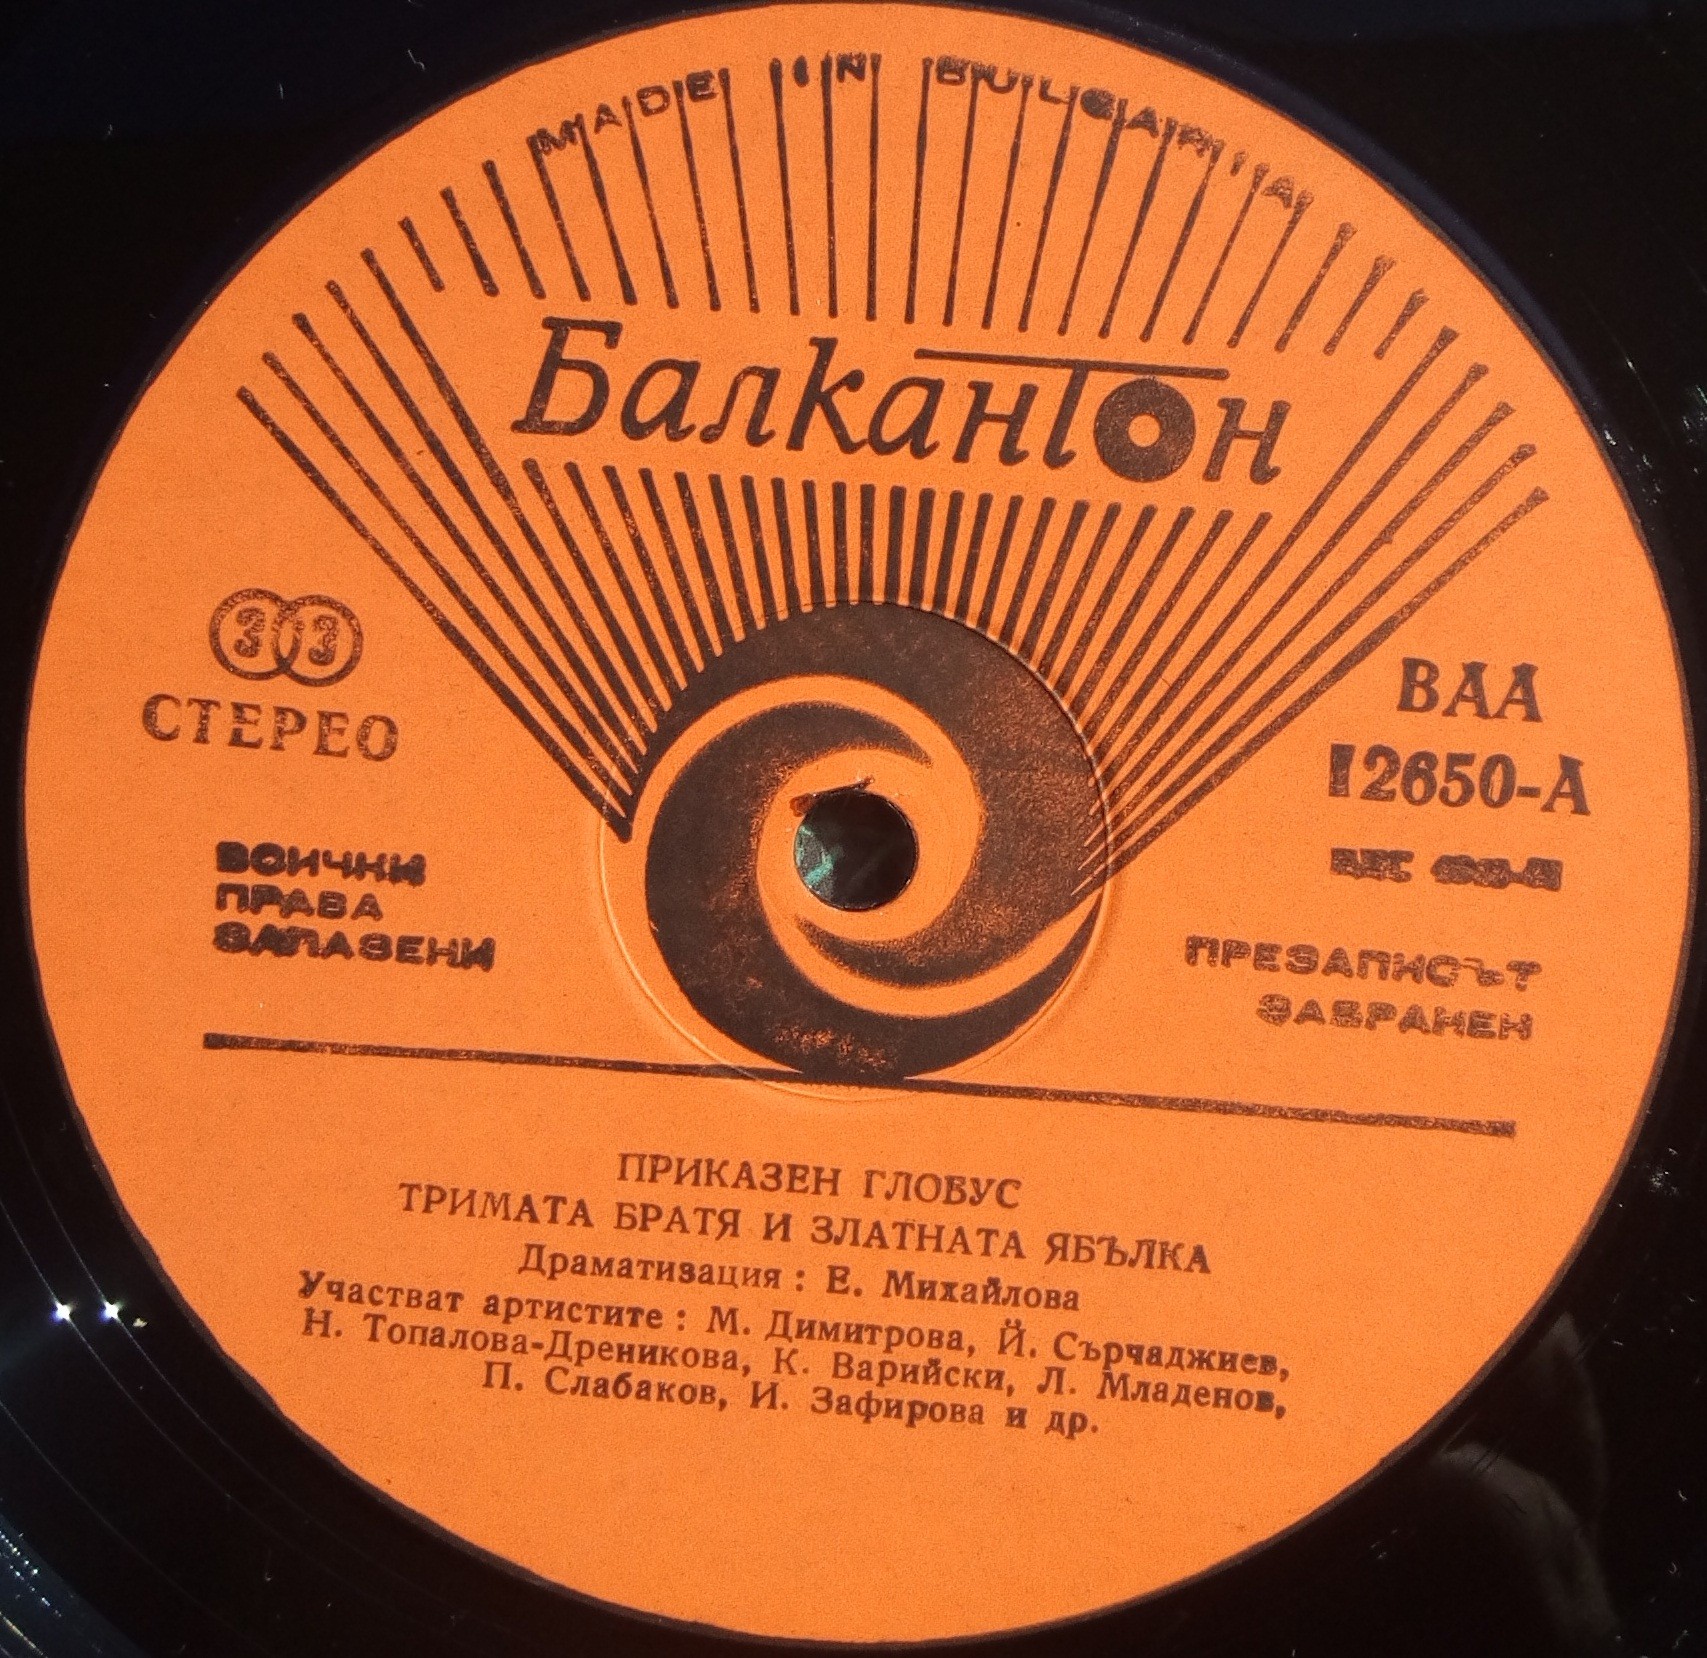 MADE IN BULGARIA
Балкантон
33
СТЕРЕО
ВАА
12650-А
ВСИЧКИ
ПРАВА
ЗАПАЗЕНИ
ПРЕЗАПИСЪТ
ЗАБРАНЕН
ПРИКАЗЕН ГЛОБУС
ТРИМАТА БРАТЯ И ЗЛАТНАТА ЯБЪЛКА
Драматизация : Е. Михайлова
Участват артистите : М. Димитрова, Й. Сърчаджиев,
Н. Топалова-Дреникова, К. Варийски, Л. Младенов,
П. Слабаков, И. Зафирова и др.